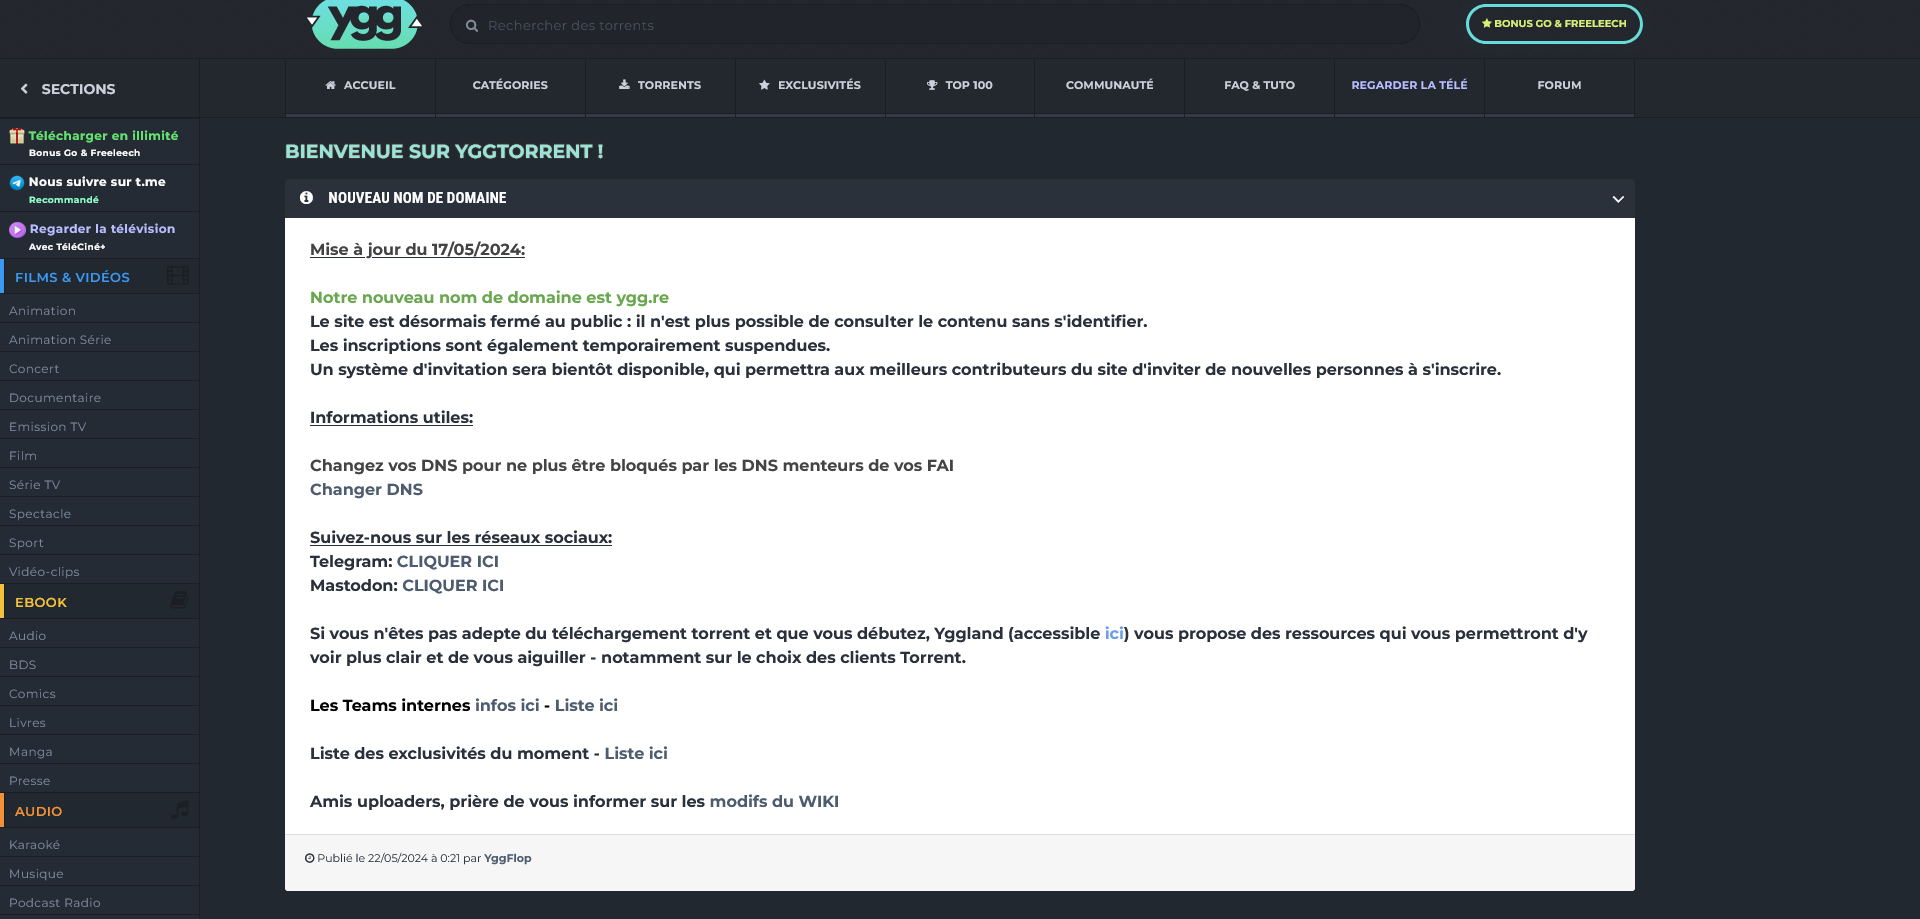 ygg
Rechercher des torrents
BONUS GO & FREELEECH
SECTIONS
ACCUEIL
CATÉGORIES
TORRENTS
EXCLUSIVITÉS
TOP 100
COMMUNAUTÉ
FAQ & TUTO
REGARDER LA TÉLÉ
FORUM
Télécharger en illimité
Bonus Go & Freeleech
Nous suivre sur t.me
Recommandé
Regarder la télévision
Avec TéléCiné+
FILMS & VIDÉOS
Animation
Animation Série
Concert
Documentaire
Emission TV
Film
Série TV
Spectacle
Sport
Vidéo-clips
EBOOK
Audio
BDS
Comics
Livres
Manga
Presse
AUDIO
Karaoké
Musique
Podcast Radio
BIENVENUE SUR YGGTORRENT !
NOUVEAU NOM DE DOMAINE
Mise à jour du 17/05/2024:
Notre nouveau nom de domaine est ygg.re
Le site est désormais fermé au public : il n'est plus possible de consulter le contenu sans s'identifier.
Les inscriptions sont également temporairement suspendues.
Un système d'invitation sera bientôt disponible, qui permettra aux meilleurs contributeurs du site d'inviter de nouvelles personnes à s'inscrire.
Informations utiles:
Changez vos DNS pour ne plus être bloqués par les DNS menteurs de vos FAI
Changer DNS
Suivez-nous sur les réseaux sociaux:
Telegram: CLIQUER ICI
Mastodon: CLIQUER ICI
Si vous n'êtes pas adepte du téléchargement torrent et que vous débutez, Yggland (accessible ici) vous propose des ressources qui vous permettront d'y
voir plus clair et de vous aiguiller - notamment sur le choix des clients Torrent.
Les Teams internes infos ici - Liste ici
Liste des exclusivités du moment - Liste ici
Amis uploaders, prière de vous informer sur les modifs du WIKI
Publié le 22/05/2024 à 0:21 par YggFlop